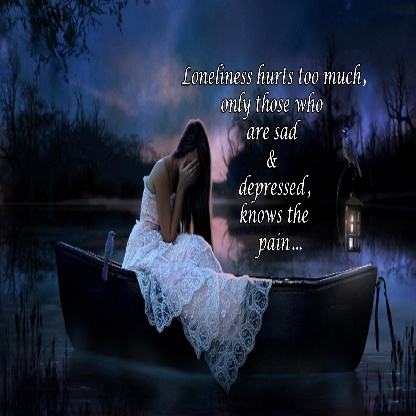 Loneliness hurts too much,
only those who
are sad
&
depressed,
knows the
pain...